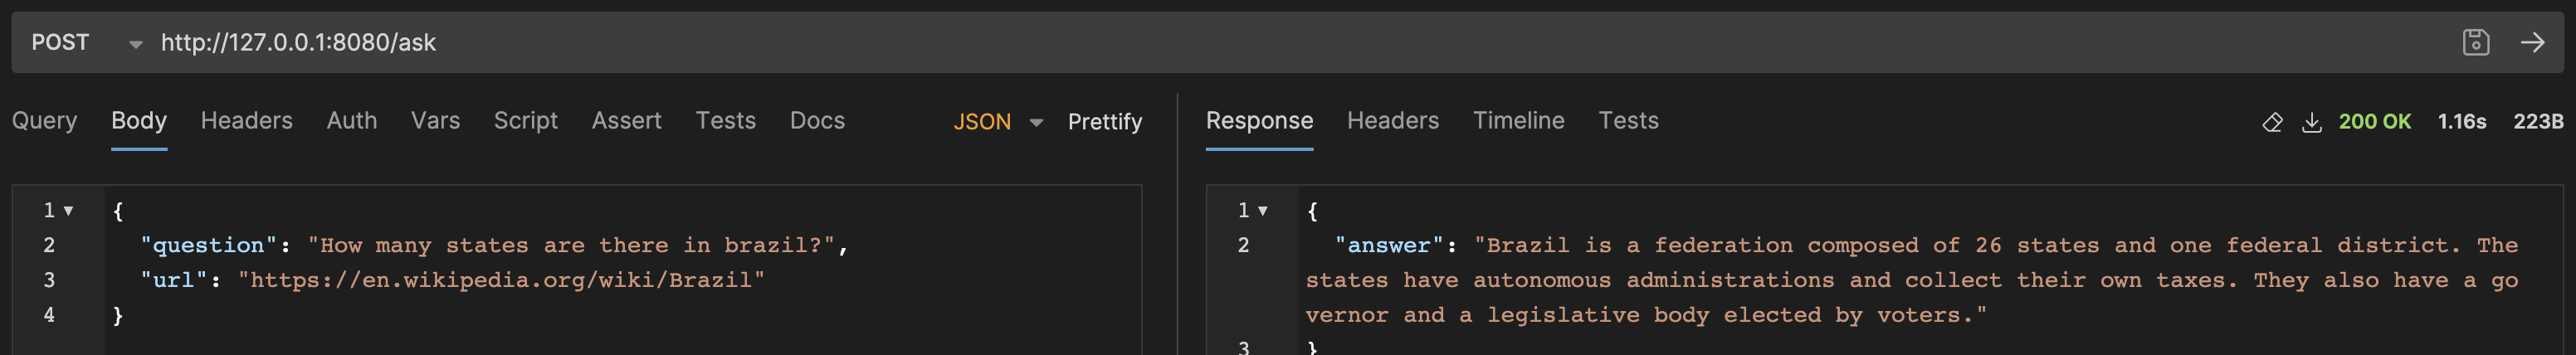 POST http://127.0.0.1:8080/ask
Query Body Headers Auth Vars Script Assert Tests Docs JSON Prettify
Response Headers Timeline Tests 200 OK 1.16s 223B
1 {
2 "question": "How many states are there in brazil?",
3 "url": "https://en.wikipedia.org/wiki/Brazil"
4 }
1 {
2 "answer": "Brazil is a federation composed of 26 states and one federal district. The
states have autonomous administrations and collect their own taxes. They also have a go
vernor and a legislative body elected by voters."
3 }